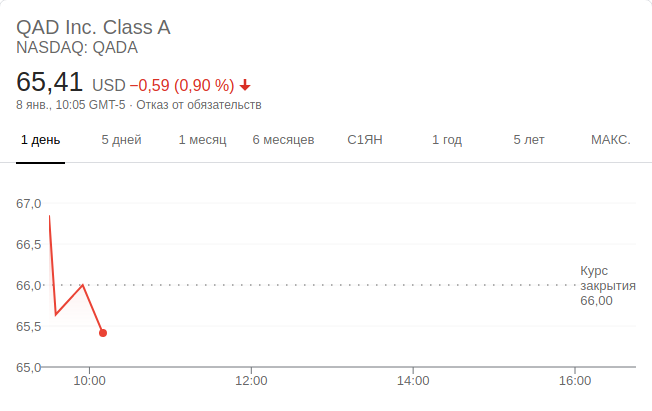 QAD Inc. Class A
NASDAQ: QADA
65,41 USD −0,59 (0,90 %)
8 янв., 10:05 GMT-5 · Отказ от обязательств
1 день 5 дней 1 месяц 6 месяцев С1ЯН 1 год 5 лет МАКС.
67,0
66,5
66,0
65,5
65,0
Курс
закрытия
66,00
10:00 12:00 14:00 16:00